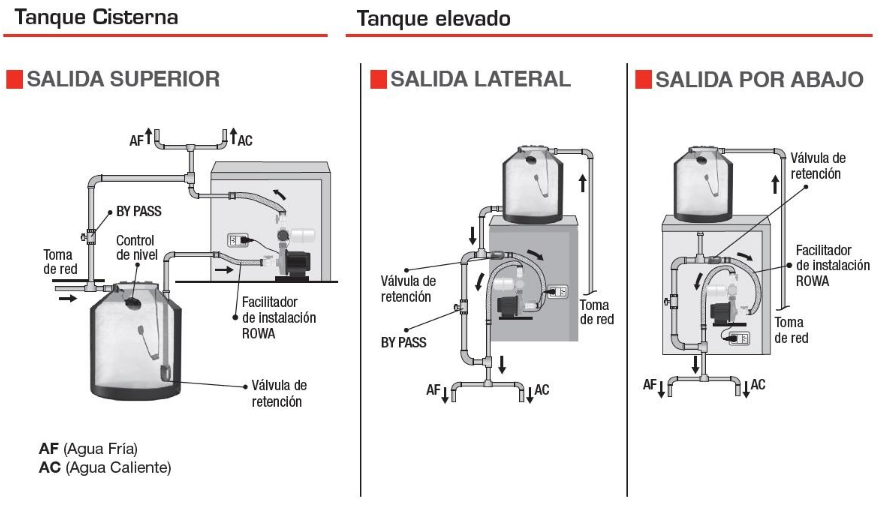 Tanque Cisterna
Tanque elevado
SALIDA SUPERIOR
AF
AC
BY PASS
Toma
de red
Control
de nivel
Facilitador
de instalación
ROWA
Válvula de
retención
AF (Agua Fría)
AC (Agua Caliente)
SALIDA LATERAL
Válvula de
retención
BY PASS
Toma
de red
AF
AC
SALIDA POR ABAJO
Válvula de
retención
Facilitador
de instalación
ROWA
Toma
de red
AF
AC